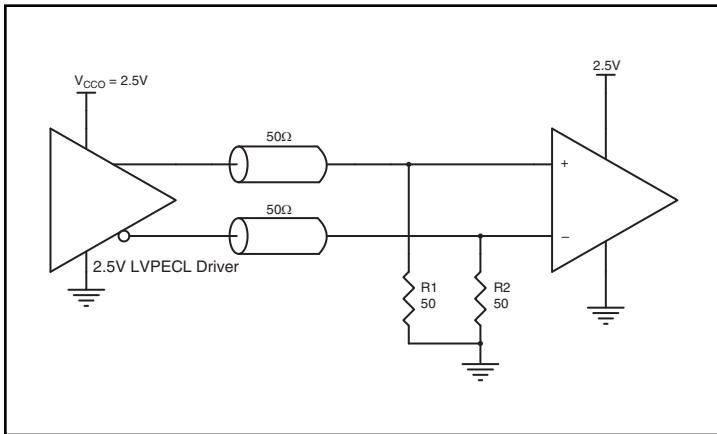 V_CCO = 2.5V
2.5V
50Ω
+
50Ω
−
2.5V LVPECL Driver
R1
50
R2
50